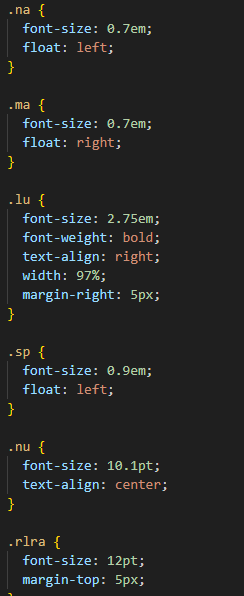 .na {
font-size: 0.7em;
float: left;
}
.ma {
font-size: 0.7em;
float: right;
}
.lu {
font-size: 2.75em;
font-weight: bold;
text-align: right;
width: 97%;
margin-right: 5px;
}
.sp {
font-size: 0.9em;
float: left;
}
.nu {
font-size: 10.1pt;
text-align: center;
}
.rlra {
font-size: 12pt;
margin-top: 5px;
}